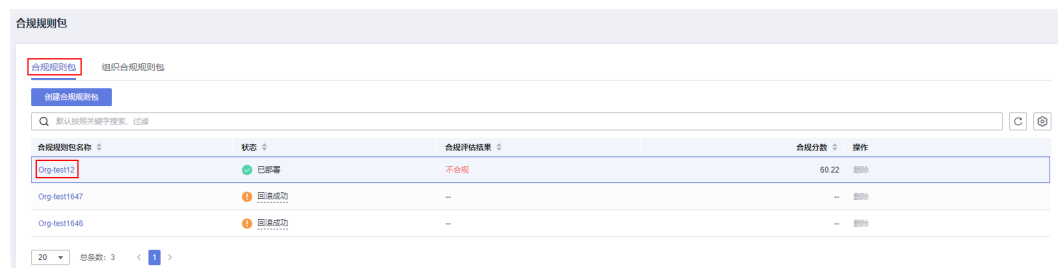 合规规则包
合规规则包 组织合规规则包
创建合规规则包
默认按照关键字搜索、过滤
合规规则包名称 状态 合规评估结果 合规分数 操作
Org-test12 已部署 不合规 60.22 删除
Org-test1647 回滚成功 -- -- 删除
Org-test1646 回滚成功 -- -- 删除
20 总条数：3 < 1 >